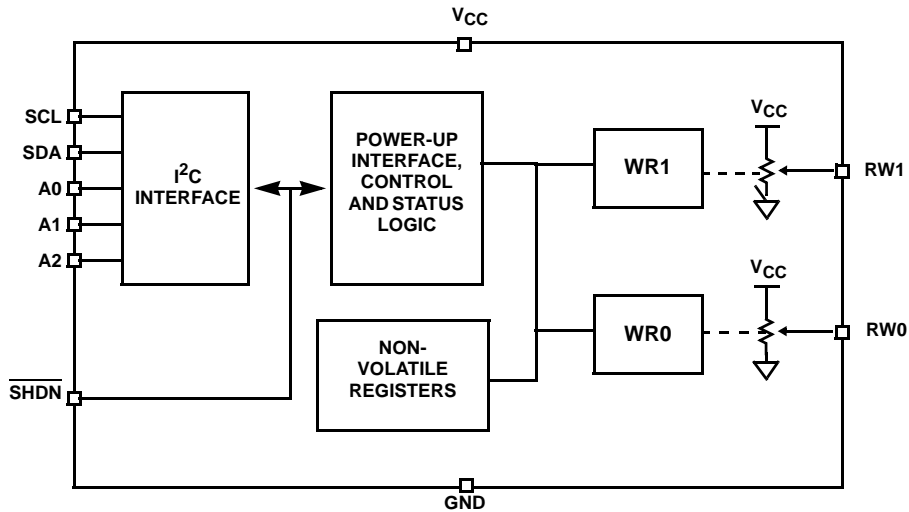 VCC
SCL
SDA
A0
A1
A2
SHDN
I2C
INTERFACE
POWER-UP
INTERFACE,
CONTROL
AND STATUS
LOGIC
NON-
VOLATILE
REGISTERS
WR1
VCC
RW1
WR0
VCC
RW0
GND